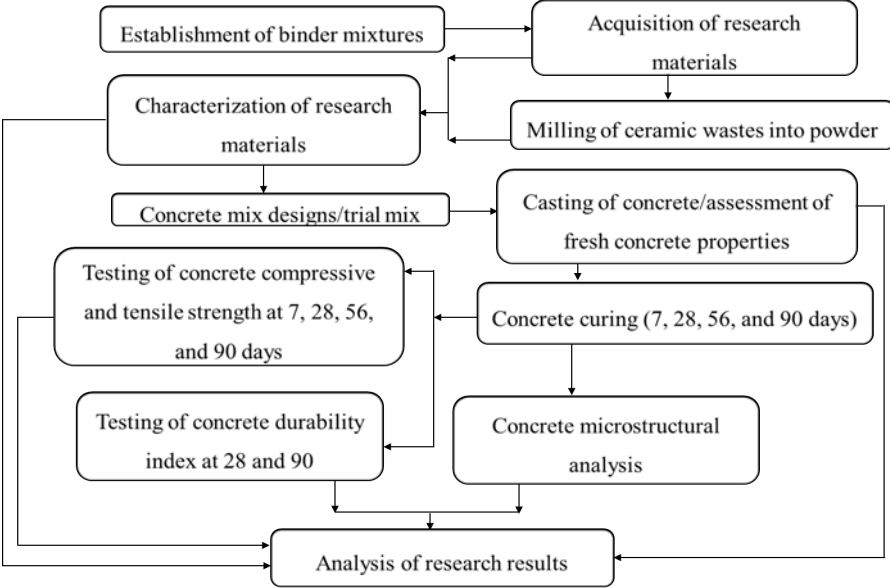 Establishment of binder mixtures
Acquisition of research
materials
Characterization of research
materials
Milling of ceramic wastes into powder
Concrete mix designs/trial mix
Casting of concrete/assessment of
fresh concrete properties
Testing of concrete compressive
and tensile strength at 7, 28, 56,
and 90 days
Concrete curing (7, 28, 56, and 90 days)
Testing of concrete durability
index at 28 and 90
Concrete microstructural
analysis
Analysis of research results